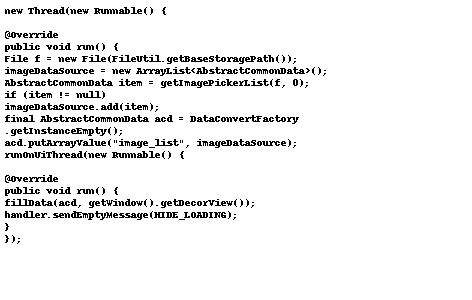 new Thread(new Runnable() {
@Override
public void run() {
File f = new File(FileUtil.getBaseStoragePath());
imageDataSource = new ArrayList<AbstractCommonData>();
AbstractCommonData item = getImagePickerList(f, 0);
if (item != null)
imageDataSource.add(item);
final AbstractCommonData acd = DataConvertFactory
.getInstanceEmpty();
acd.putArrayValue("image_list", imageDataSource);
runOnUiThread(new Runnable() {
@Override
public void run() {
fillData(acd, getWindow().getDecorView());
handler.sendEmptyMessage(HIDE_LOADING);
}
});